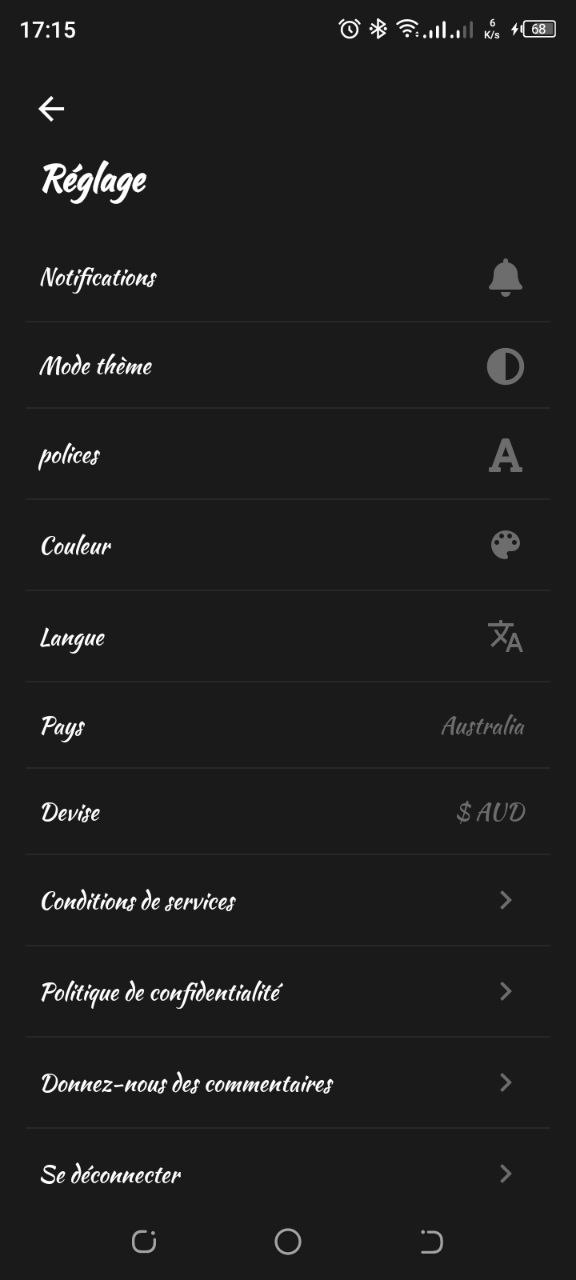 17:15
6
K/s
68
Réglage
Notifications
Mode thème
polices
A
Couleur
Langue
Pays Australia
Devise $ AUD
Conditions de services
Politique de confidentialité
Donnez-nous des commentaires
Se déconnecter